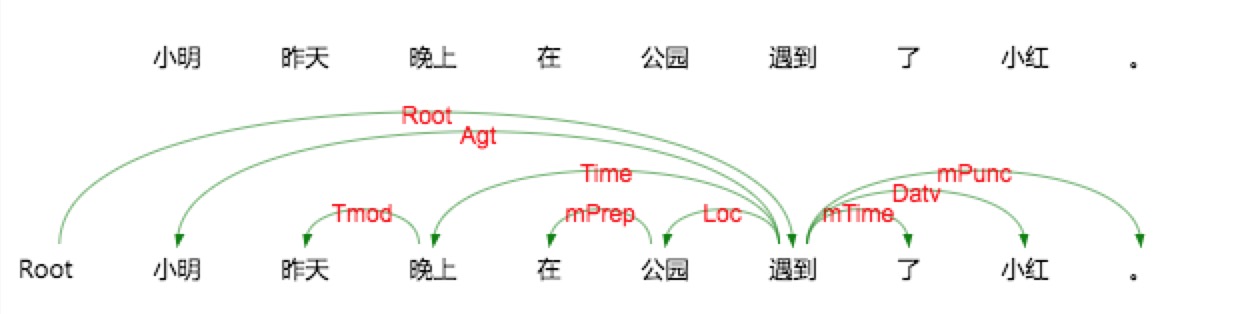 小明 昨天 晚上 在 公园 遇到 了 小红 。
Root
Agt
Time mPunc
Datv
Tmod mPrep Loc mTime
Root 小明 昨天 晚上 在 公园 遇到 了 小红 。